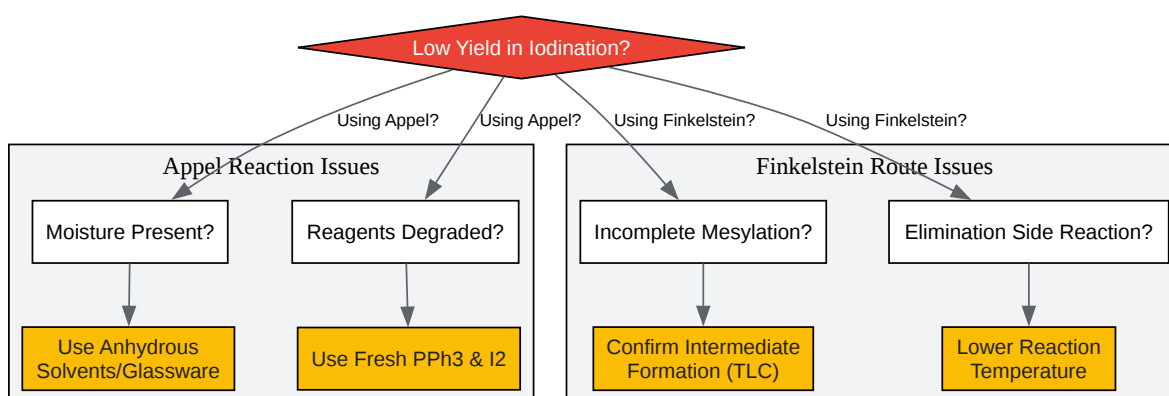 Low Yield in Iodination?
Using Appel?
Using Appel?
Using Finkelstein?
Using Finkelstein?
Appel Reaction Issues
Finkelstein Route Issues
Moisture Present?
Reagents Degraded?
Incomplete Mesylation?
Elimination Side Reaction?
Use Anhydrous
Solvents/Glassware
Use Fresh PPh3 & I2
Confirm Intermediate
Formation (TLC)
Lower Reaction
Temperature